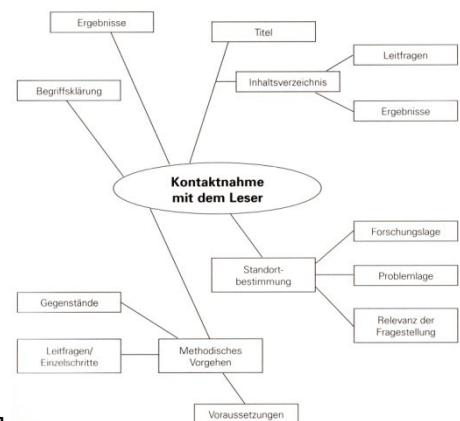 Ergebnisse
Titel
Leitfragen
Inhaltsverzeichnis
Begriffsklärung
Ergebnisse
Kontaktnahme
mit dem Leser
Forschungslage
Standort-
bestimmung
Problemlage
Gegenstände
Relevanz der
Fragestellung
Leitfragen/
Einzelschritte
Methodisches
Vorgehen
Voraussetzungen